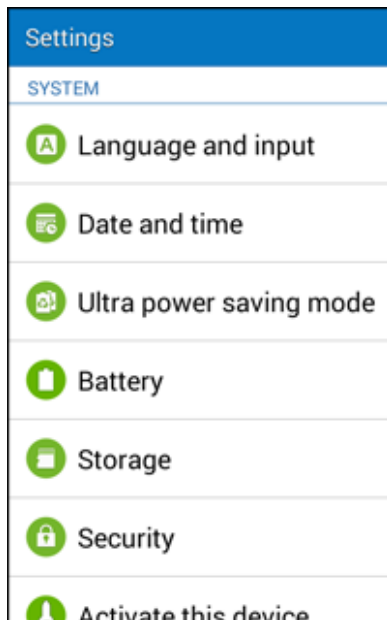 Settings
SYSTEM
A
Language and input
Date and time
Ultra power saving mode
Battery
Storage
Security
Activate this device